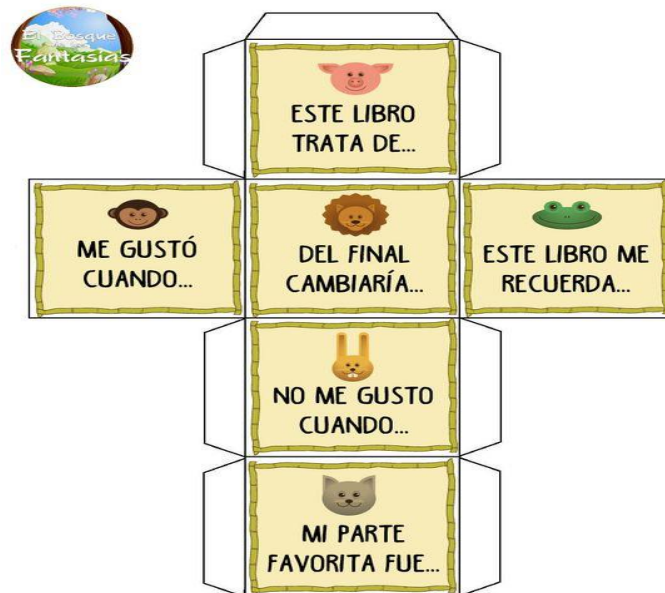 El Bosque
de
Fantasías
ESTE LIBRO
TRATA DE...
ME GUSTÓ
CUANDO...
DEL FINAL
CAMBIARÍA...
ESTE LIBRO ME
RECUERDA...
NO ME GUSTO
CUANDO...
MI PARTE
FAVORITA FUE...